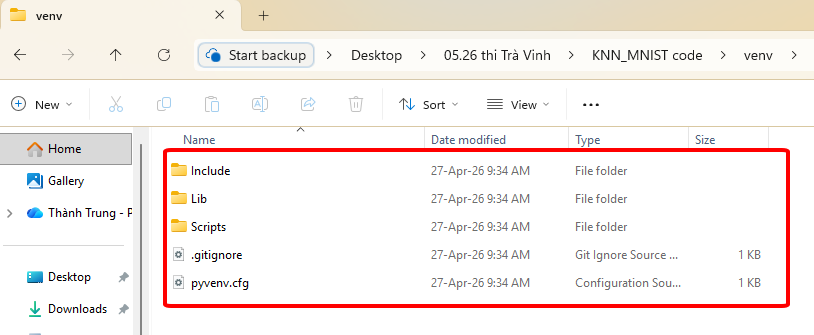 venv
Start backup
Desktop
05.26 thi Trà Vinh
KNN_MNIST code
venv
New
Sort
View
Name
Date modified
Type
Size
Home
Gallery
Thành Trung - P
Desktop
Downloads
Include
27-Apr-26 9:34 AM
File folder
Lib
27-Apr-26 9:34 AM
File folder
Scripts
27-Apr-26 9:34 AM
File folder
.gitignore
27-Apr-26 9:34 AM
Git Ignore Source ...
1 KB
pyvenv.cfg
27-Apr-26 9:34 AM
Configuration Sou...
1 KB